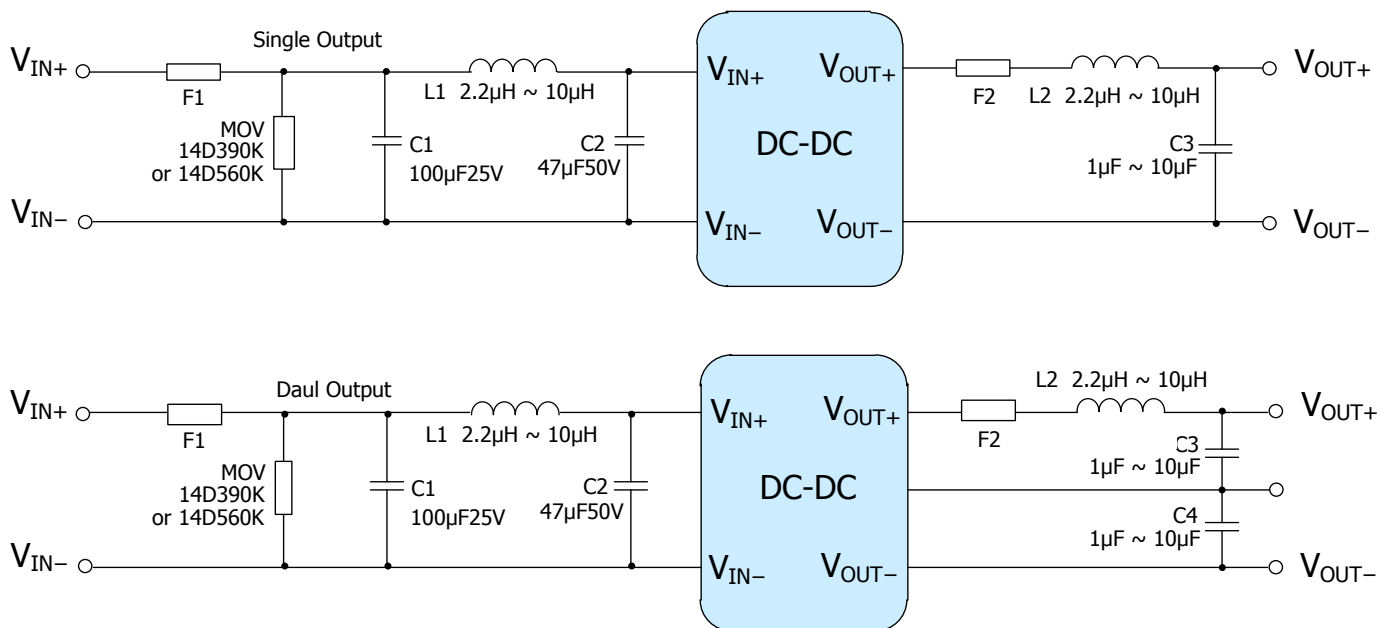 Single Output
VIN+
F1
L1 2.2μH ~ 10μH
MOV
14D390K
or 14D560K
C1
100μF25V
C2
47μF50V
VIN−
VIN+
VOUT+
DC-DC
VIN−
VOUT−
F2
L2 2.2μH ~ 10μH
C3
1μF ~ 10μF
VOUT+
VOUT−
Daul Output
VIN+
F1
L1 2.2μH ~ 10μH
MOV
14D390K
or 14D560K
C1
100μF25V
C2
47μF50V
VIN−
VIN+
VOUT+
DC-DC
VIN−
VOUT−
L2 2.2μH ~ 10μH
F2
C3
1μF ~ 10μF
C4
1μF ~ 10μF
VOUT+
VOUT−